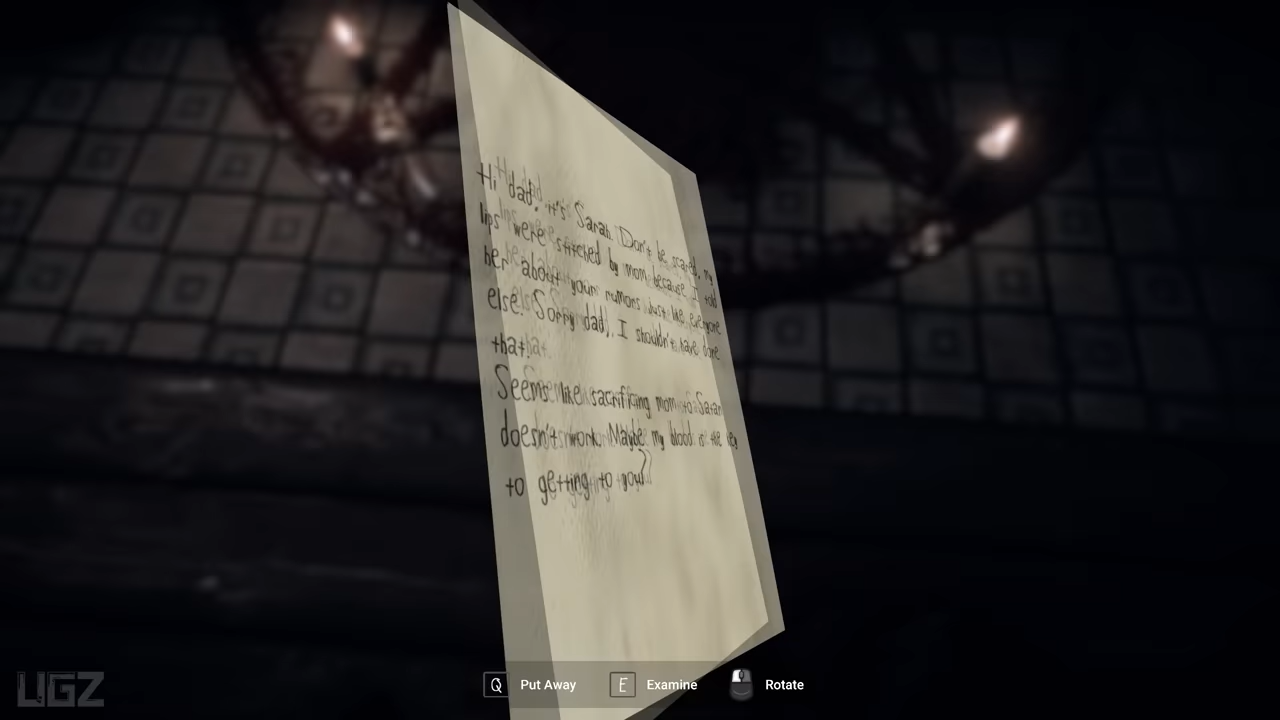 Hi dad, it's Sarah. Don't be scared, my
lips were stitched by mom because I told
her about your rumors just like everyone
else. Sorry dad, I shouldn't have done
that.
Seems like sacrificing mom to Satan
doesn't work. Maybe my blood is the key
to getting to you?
Q Put Away E Examine Rotate
UGZ